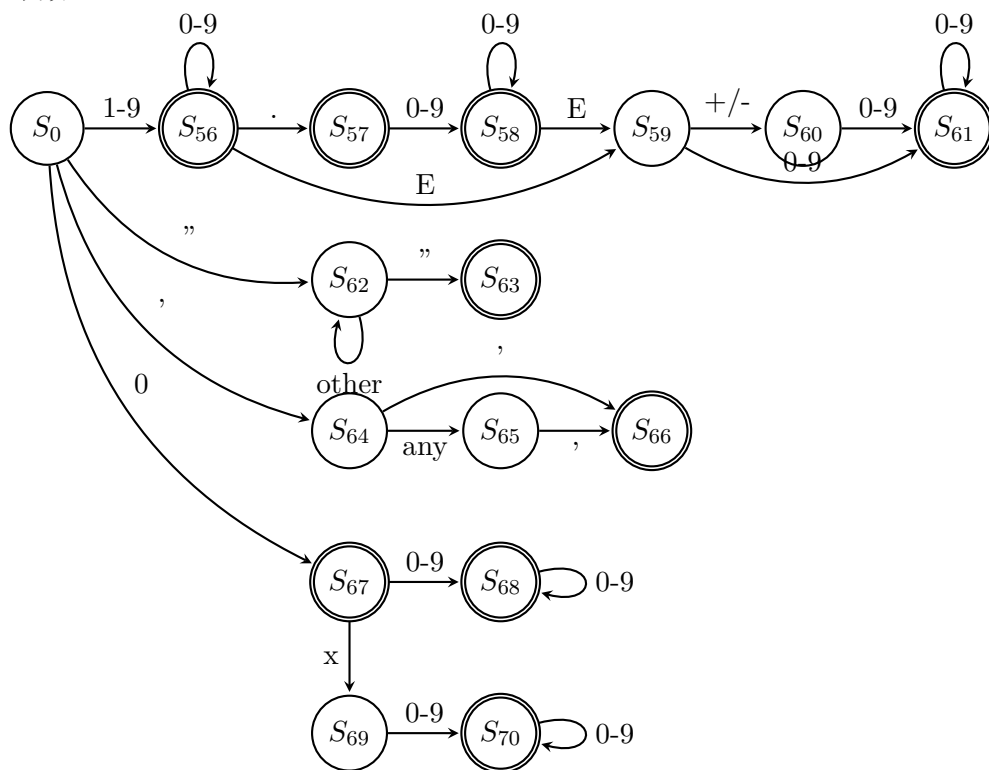 0-9 0-9 0-9
S0 1-9 S56 . S57 0-9 S58 E S59 +/- S60 0-9 S61
0-9
E
” S62 ” S63
other
, S64 any S65 , S66
,
0 S67 0-9 S68 0-9
x
S69 0-9 S70 0-9